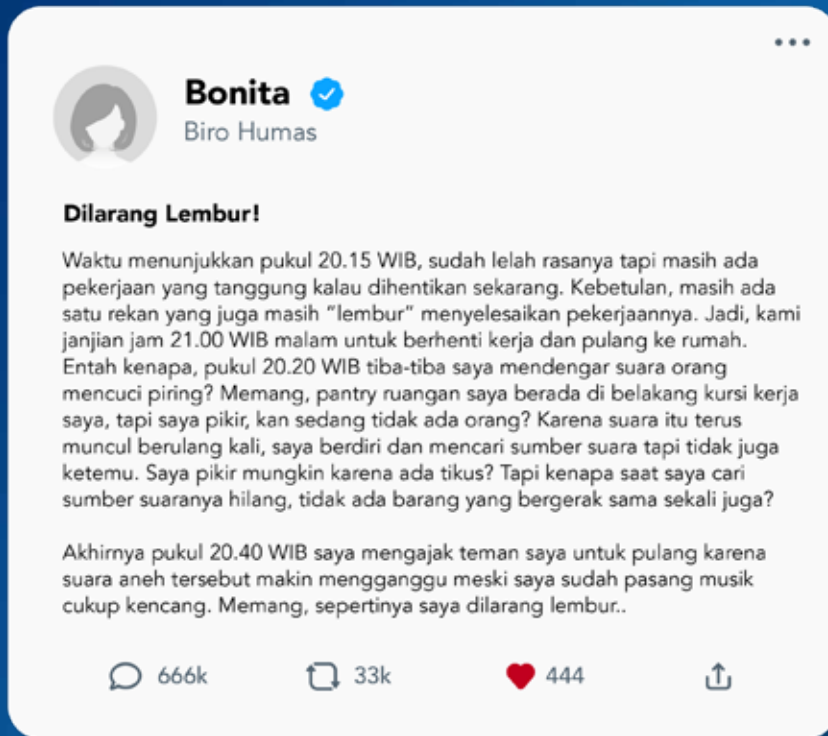 Bonita
Biro Humas
Dilarang Lembur!
Waktu menunjukkan pukul 20.15 WIB, sudah lelah rasanya tapi masih ada
pekerjaan yang tanggung kalau dihentikan sekarang. Kebetulan, masih ada
satu rekan yang juga masih “lembur” menyelesaikan pekerjaannya. Jadi, kami
janjian jam 21.00 WIB malam untuk berhenti kerja dan pulang ke rumah.
Entah kenapa, pukul 20.20 WIB tiba-tiba saya mendengar suara orang
mencuci piring? Memang, pantry ruangan saya berada di belakang kursi kerja
saya, tapi saya pikir, kan sedang tidak ada orang? Karena suara itu terus
muncul berulang kali, saya berdiri dan mencari sumber suara tapi tidak juga
ketemu. Saya pikir mungkin karena ada tikus? Tapi kenapa saat saya cari
sumber suaranya hilang, tidak ada barang yang bergerak sama sekali juga?
Akhirnya pukul 20.40 WIB saya mengajak teman saya untuk pulang karena
suara aneh tersebut makin mengganggu meski saya sudah pasang musik
cukup kencang. Memang, sepertinya saya dilarang lembur..
666k 33k 444